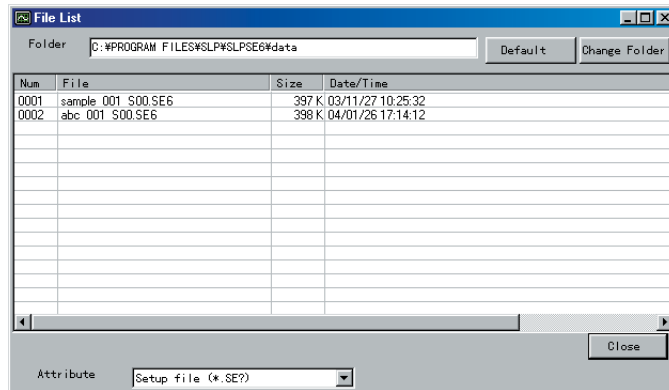 File List
Folder C:¥PROGRAM FILES¥SLP¥SLPSE6¥data Default Change Folder
Num File Size Date/Time
0001 sample 001 S00.SE6 397 K 03/11/27 10:25:32
0002 abc 001 S00.SE6 398 K 04/01/26 17:14:12
Close
Attribute Setup file (*.SE?)